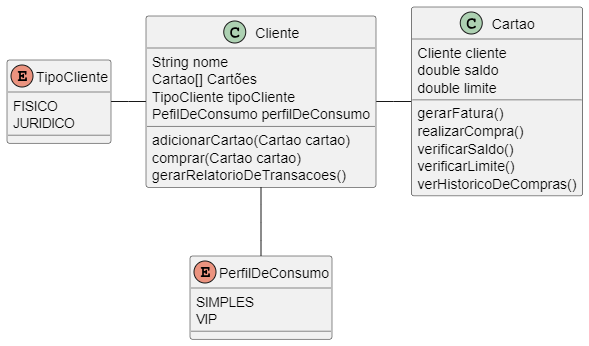 E TipoCliente
FISICO
JURIDICO
C Cliente
String nome
Cartao[] Cartões
TipoCliente tipoCliente
PefilDeConsumo perfilDeConsumo
adicionarCartao(Cartao cartao)
comprar(Cartao cartao)
gerarRelatorioDeTransacoes()
C Cartao
Cliente cliente
double saldo
double limite
gerarFatura()
realizarCompra()
verificarSaldo()
verificarLimite()
verHistoricoDeCompras()
E PerfilDeConsumo
SIMPLES
VIP